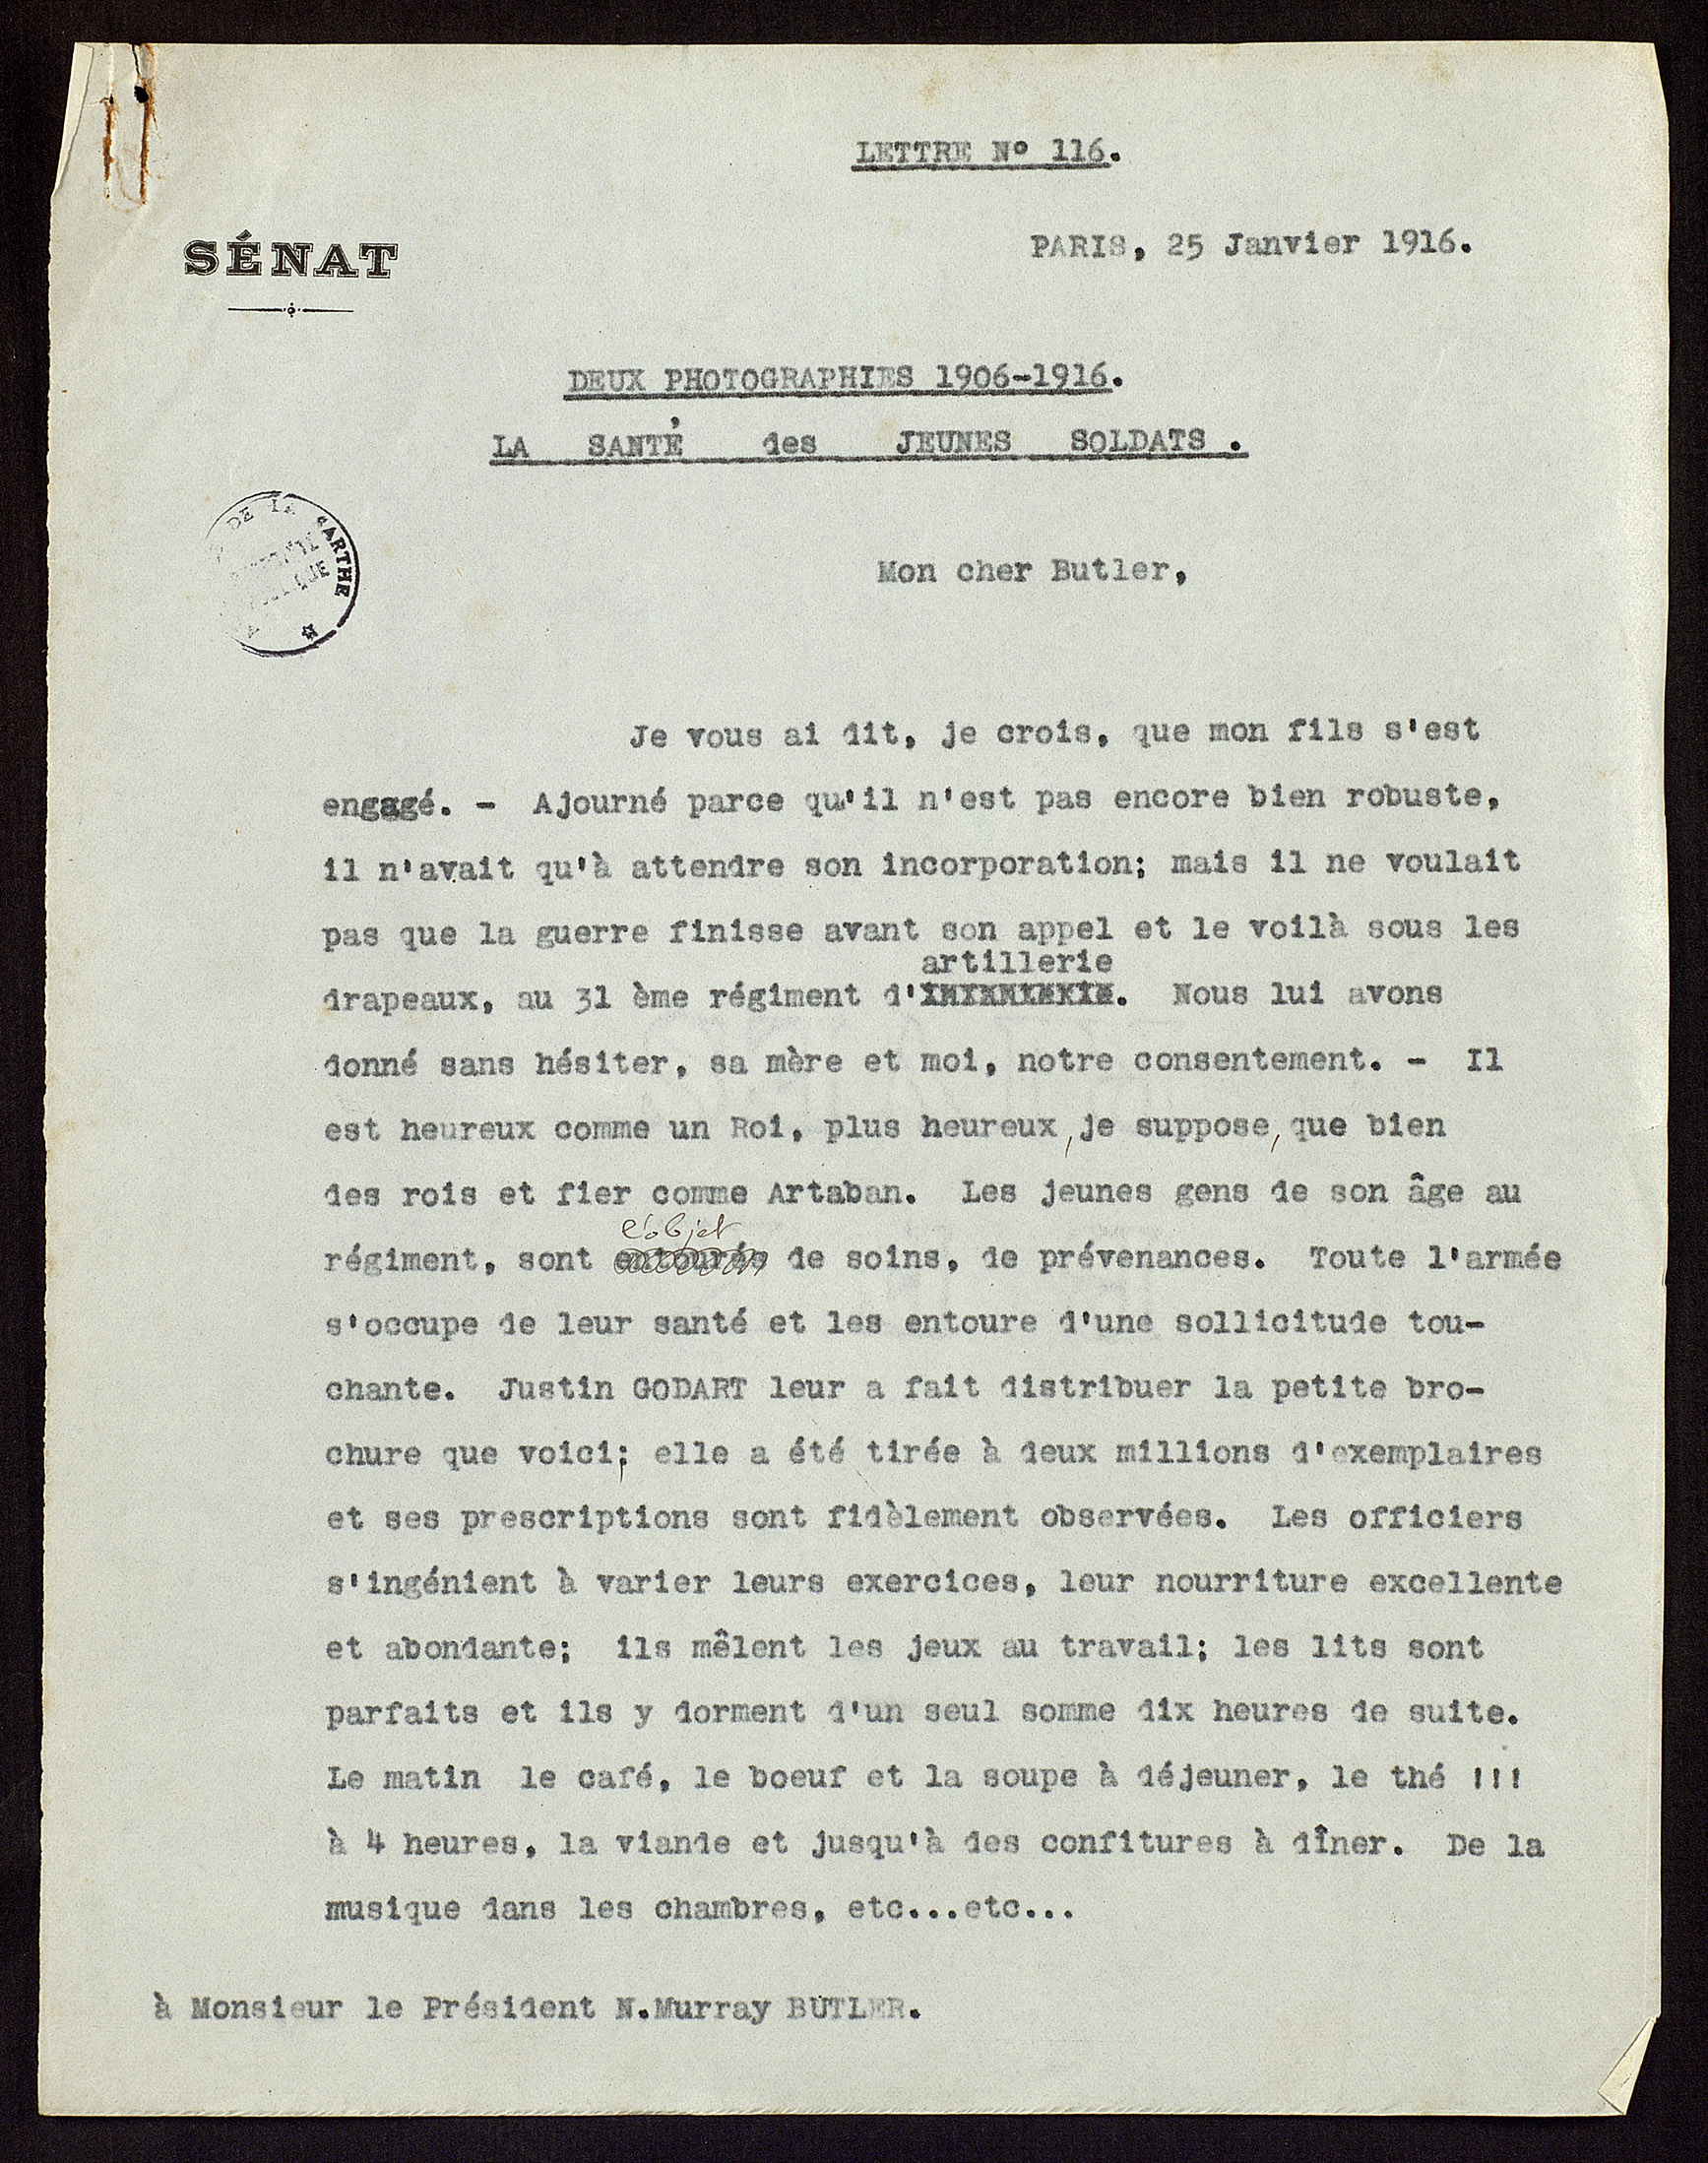 LETTRE N° 116.
SÉNAT
PARIS, 25 Janvier 1916.
DEUX PHOTOGRAPHIES 1906-1916.
LA SANTÉ des JEUNES SOLDATS.
DE LA SARTHE
Mon cher Butler,
Je vous ai dit, je crois, que mon fils s'est
engagé. - Ajourné parce qu'il n'est pas encore bien robuste,
il n'avait qu'à attendre son incorporation; mais il ne voulait
pas que la guerre finisse avant son appel et le voilà sous les
artillerie
drapeaux, au 31 ème régiment d'. Nous lui avons
donné sans hésiter, sa mère et moi, notre consentement. - Il
est heureux comme un Roi, plus heureux, je suppose, que bien
des rois et fier comme Artaban. Les jeunes gens de son âge au
l'objet
régiment, sont entourés de soins, de prévenances. Toute l'armée
s'occupe de leur santé et les entoure d'une sollicitude tou-
chante. Justin GODART leur a fait distribuer la petite bro-
chure que voici; elle a été tirée à deux millions d'exemplaires
et ses prescriptions sont fidèlement observées. Les officiers
s'ingénient à varier leurs exercices, leur nourriture excellente
et abondante; ils mêlent les jeux au travail; les lits sont
parfaits et ils y dorment d'un seul somme dix heures de suite.
Le matin le café, le boeuf et la soupe à déjeuner, le thé !!!
à 4 heures, la viande et jusqu'à des confitures à dîner. De la
musique dans les chambres, etc...etc...
à Monsieur le Président N.Murray BUTLER.